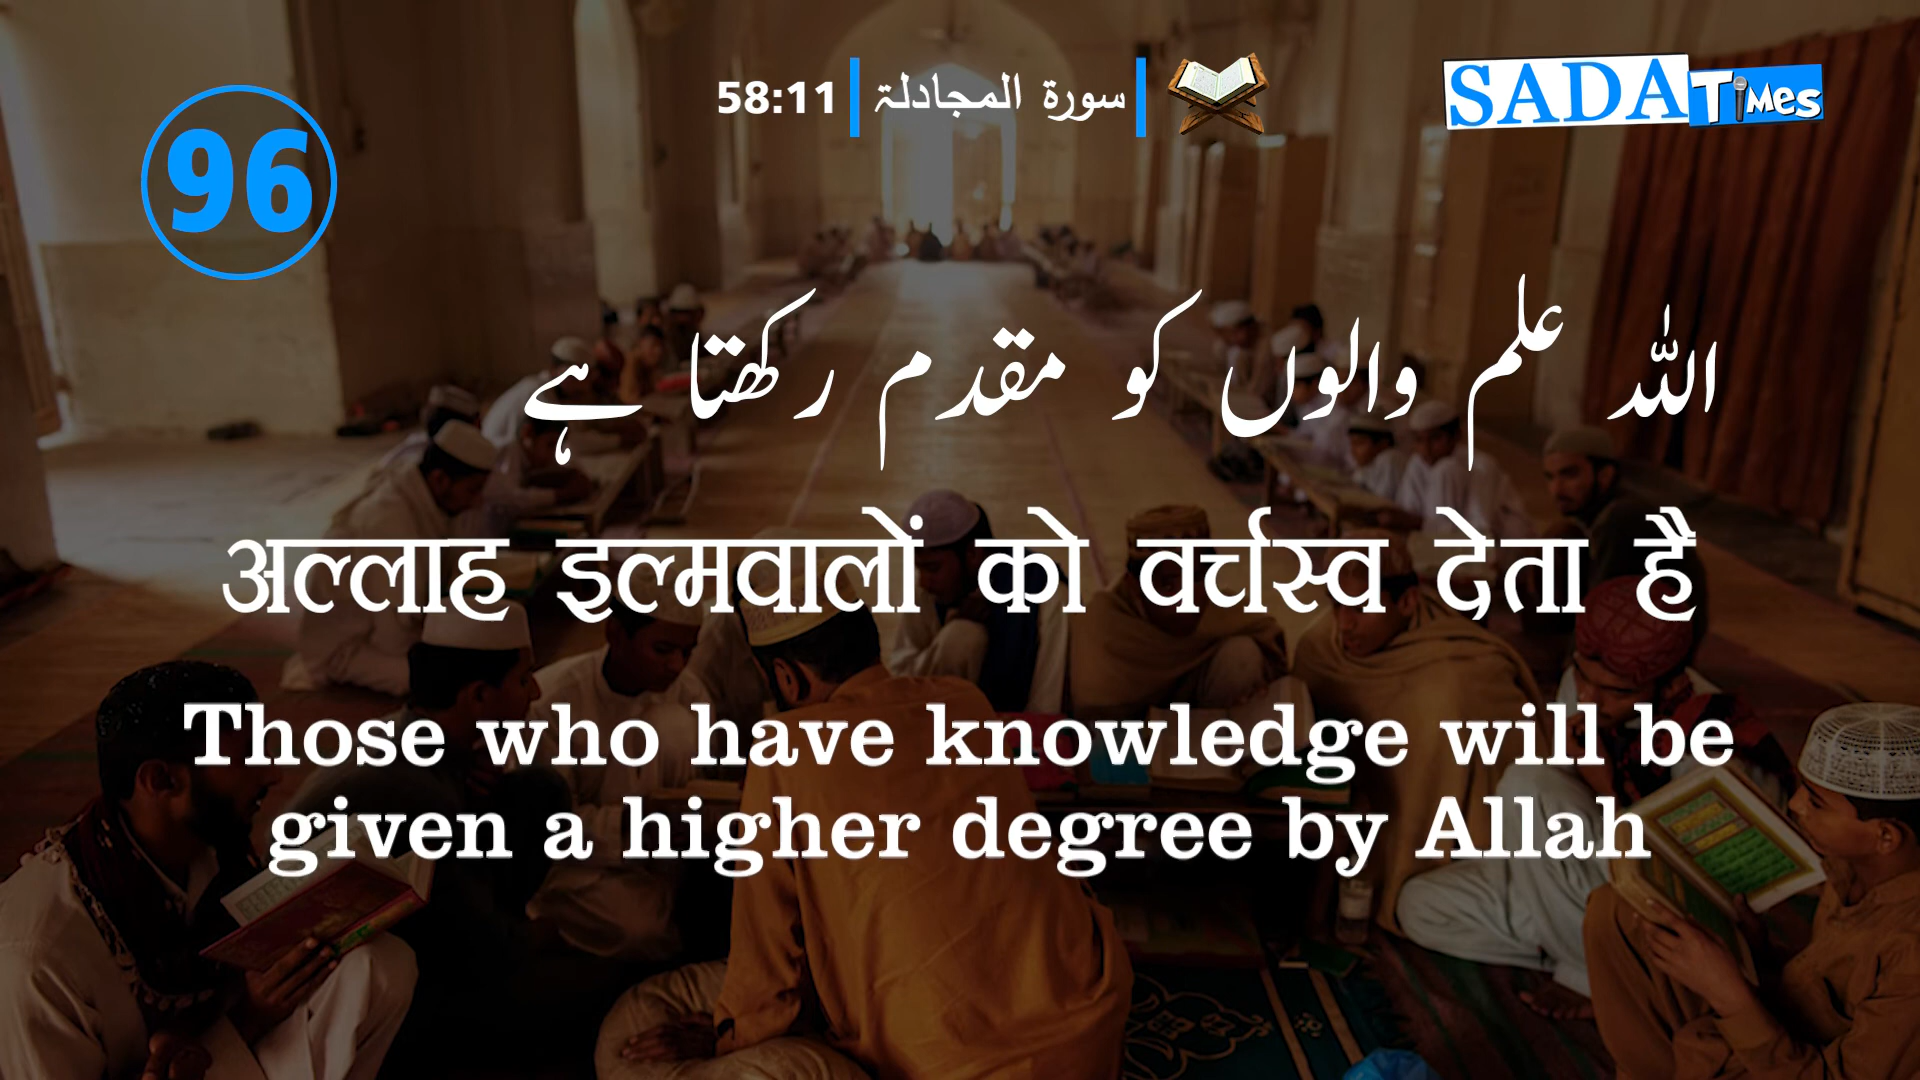 58:11 | سورة المجادلۃ |
SADA Times
96
اللہ علم والوں کو مقدم رکھتا ہے
अल्लाह इल्मवालों को वर्चस्व देता है
Those who have knowledge will be
given a higher degree by Allah